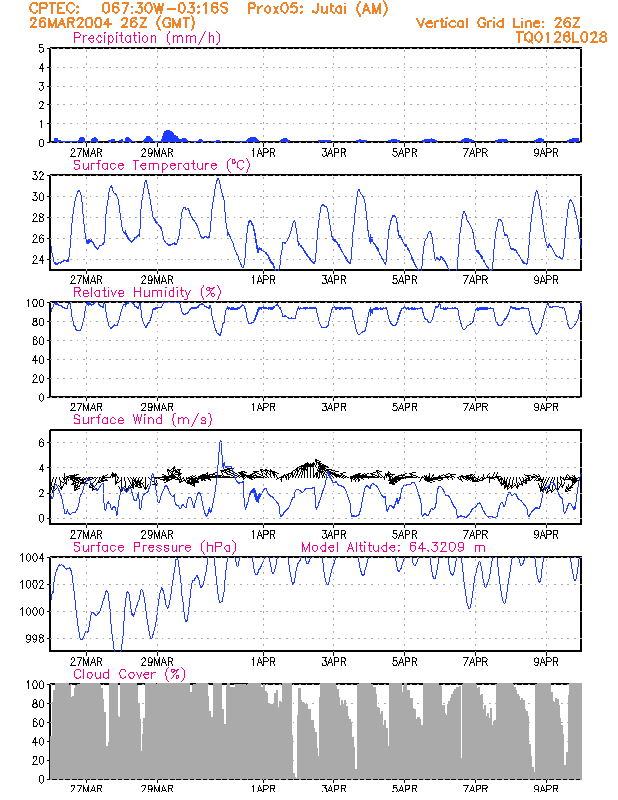 CPTEC: 067:30W-03:16S Prox05: Jutai (AM)
26MAR2004 26Z (GMT) Vertical Grid Line: 26Z
Precipitation (mm/h) TQ0126L028
5
4
3
2
1
0
27MAR 29MAR 1APR 3APR 5APR 7APR 9APR
Surface Temperature (ºC)
32
30
28
26
24
27MAR 29MAR 1APR 3APR 5APR 7APR 9APR
Relative Humidity (%)
100
80
60
40
20
0
27MAR 29MAR 1APR 3APR 5APR 7APR 9APR
Surface Wind (m/s)
6
4
2
0
27MAR 29MAR 1APR 3APR 5APR 7APR 9APR
Surface Pressure (hPa) Model Altitude: 64.3209 m
1004
1002
1000
998
27MAR 29MAR 1APR 3APR 5APR 7APR 9APR
Cloud Cover (%)
100
80
60
40
20
0
27MAR 29MAR 1APR 3APR 5APR 7APR 9APR